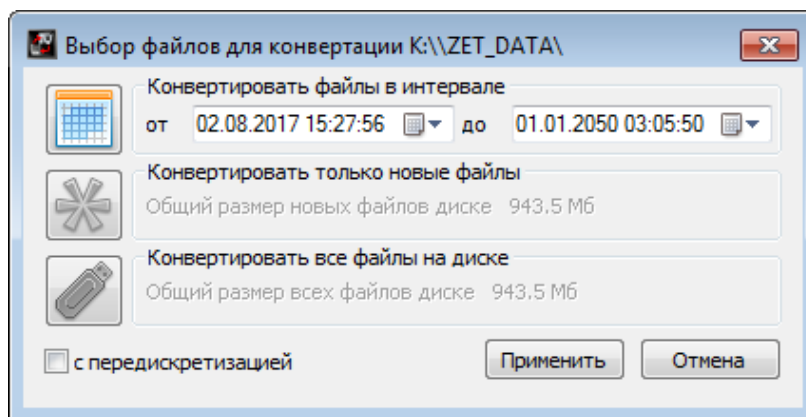 Выбор файлов для конвертации K:\\ZET_DATA\
Конвертировать файлы в интервале
от 02.08.2017 15:27:56 до 01.01.2050 03:05:50
Конвертировать только новые файлы
Общий размер новых файлов диске 943.5 Мб
Конвертировать все файлы на диске
Общий размер всех файлов диске 943.5 Мб
с передискретизацией Применить Отмена